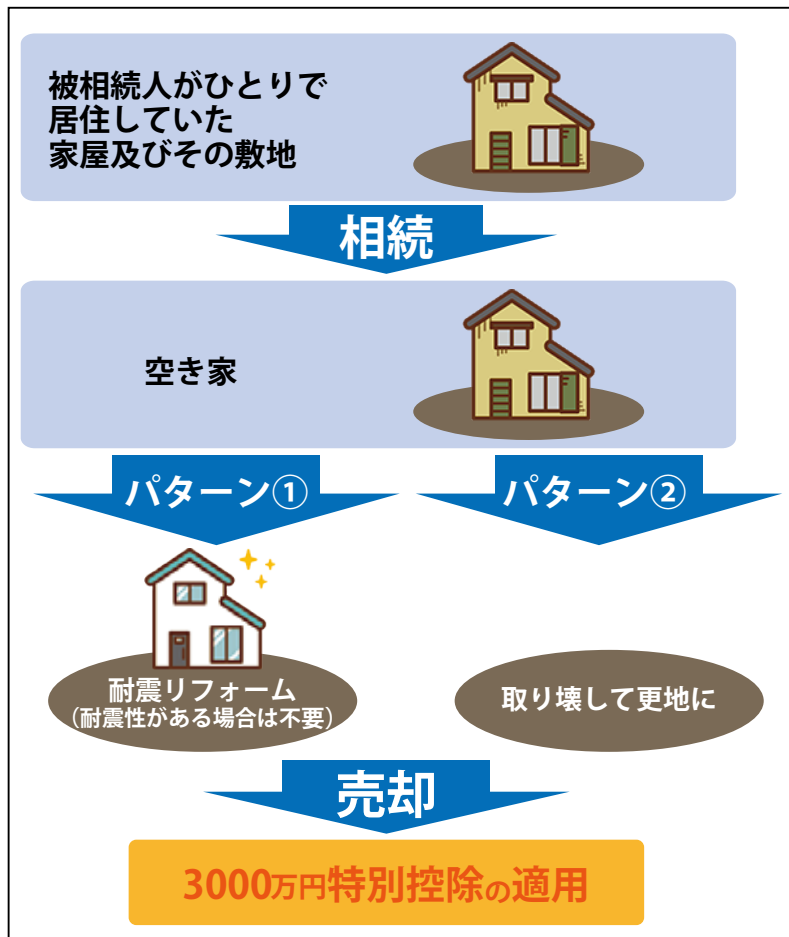 被相続人がひとりで
居住していた
家屋及びその敷地
相続
空き家
パターン①
パターン②
耐震リフォーム
（耐震性がある場合は不要）
取り壊して更地に
売却
3000万円特別控除の適用